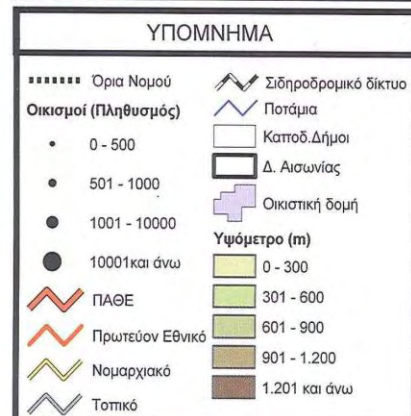 ΥΠΟΜΝΗΜΑ
Όρια Νομού
Οικισμοί (Πληθυσμός)
0 - 500
501 - 1000
1001 - 10000
10001και άνω
ΠΑΘΕ
Πρωτεύον Εθνικό
Νομαρχιακό
Τοπικό
Σιδηροδρομικό δίκτυο
Ποτάμια
Καποδ.Δήμοι
Δ. Αισωνίας
Οικιστική δομή
Υψόμετρο (m)
0 - 300
301 - 600
601 - 900
901 - 1.200
1.201 και άνω